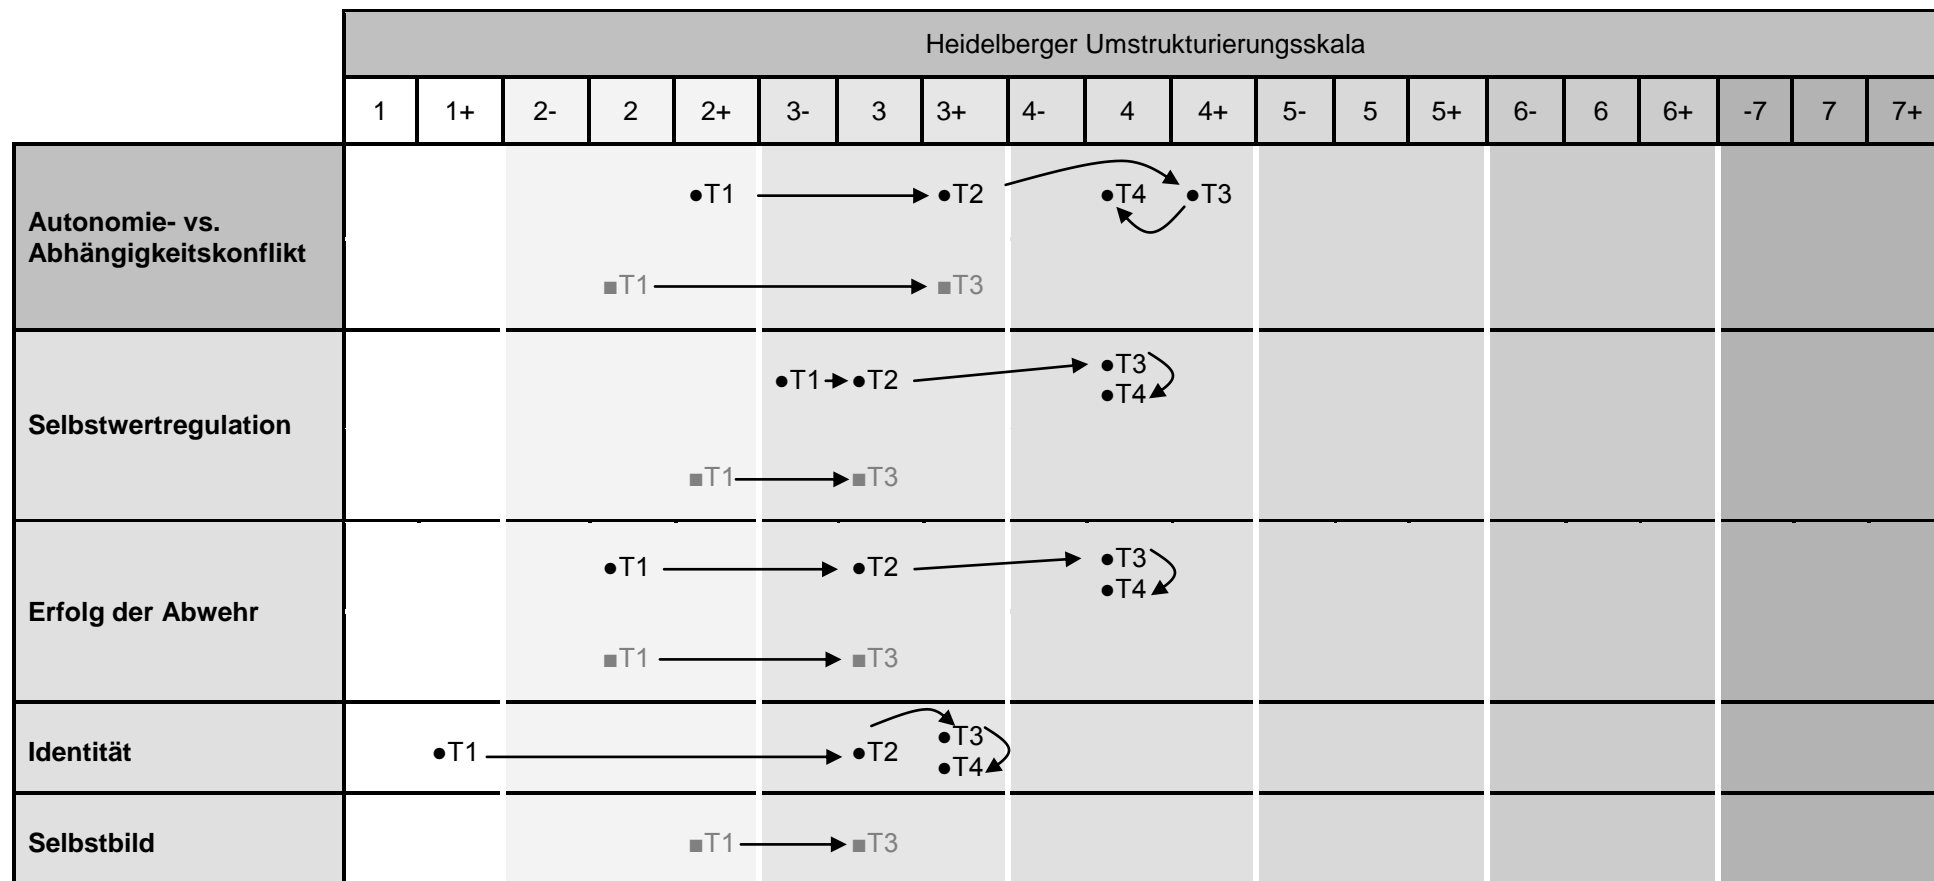 Heidelberger Umstrukturierungsskala
1 1+ 2- 2 2+ 3- 3 3+ 4- 4 4+ 5- 5 5+ 6- 6 6+ -7 7 7+
Autonomie- vs.
Abhängigkeitskonflikt
●T1 ●T2 ●T4 ●T3
■T1 ■T3
Selbstwertregulation
●T1 ●T2 ●T3
●T4
■T1 ■T3
Erfolg der Abwehr
●T1 ●T2 ●T3
●T4
■T1 ■T3
Identität
●T1 ●T2 ●T3
●T4
Selbstbild
■T1 ■T3